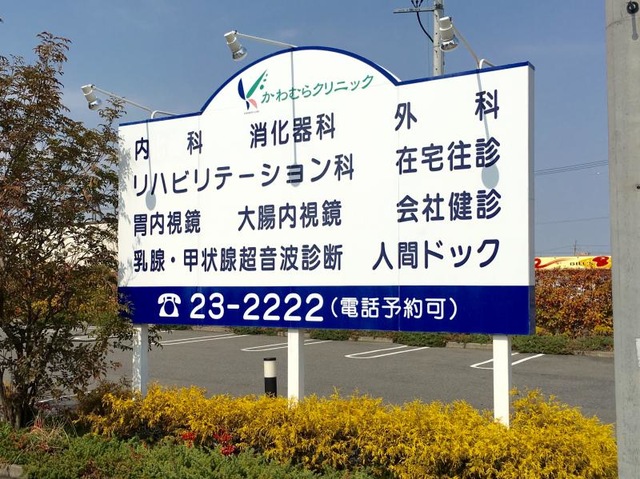 かわむらクリニック
内科 消化器科 外科
リハビリテーション科 在宅往診
胃内視鏡 大腸内視鏡 会社健診
乳腺・甲状腺超音波診断 人間ドック
☎ 23-2222(電話予約可)